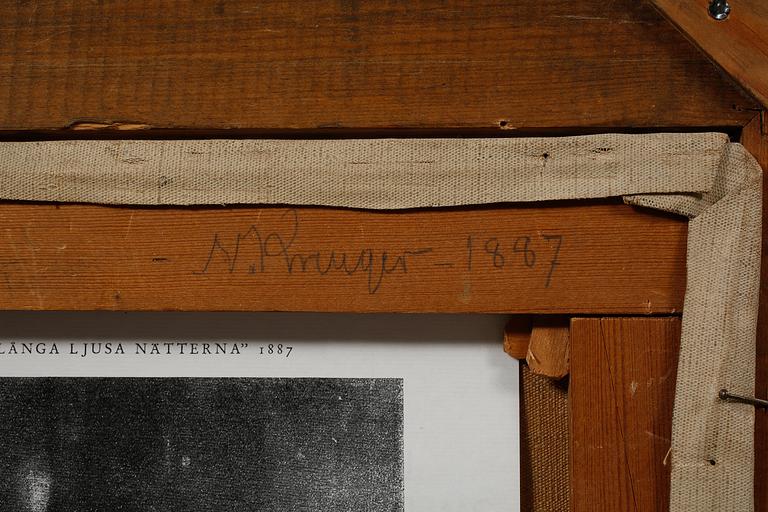 N. Kreuger - 1887
LÅNGA LJUSA NÄTTERNA” 1887